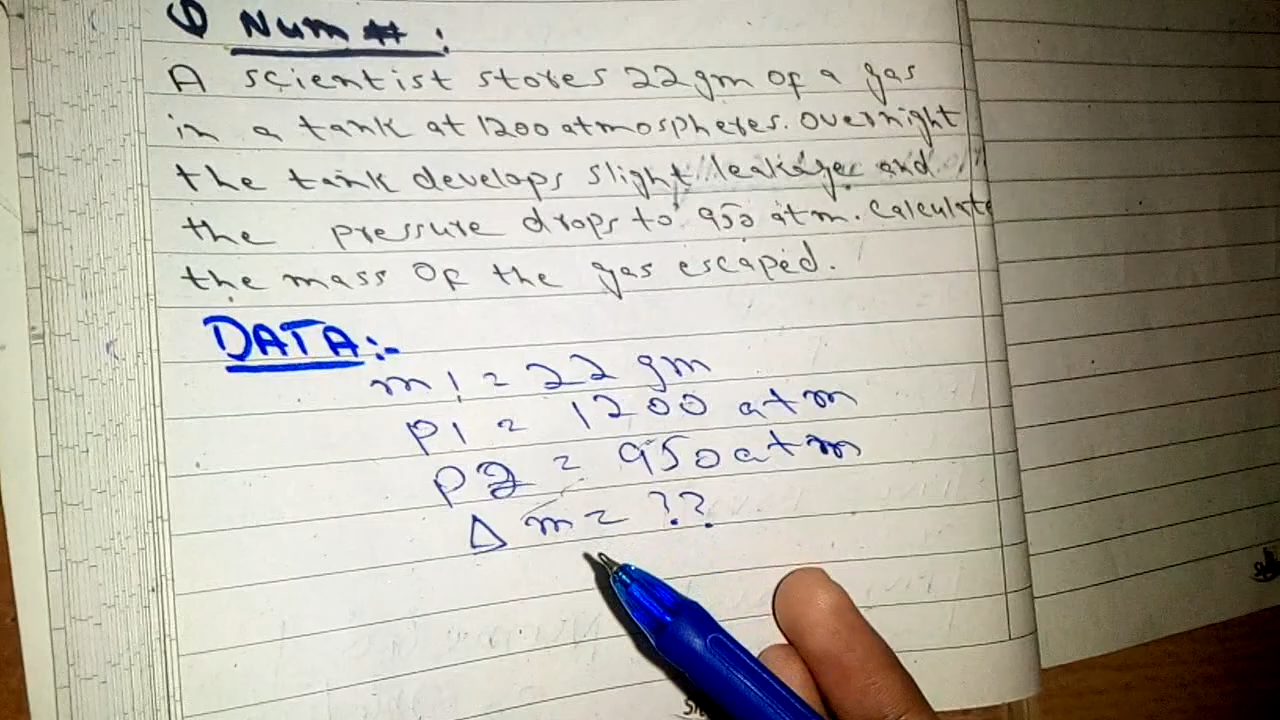 Num #:
A scientist stores 22gm of a gas
in a tank at 1200 atmospheres. overnight
the tank develops slight leakage and
the pressure drops to 950 atm. calculate
the mass of the gas escaped.
DATA:-
m1 = 22 gm
P1 = 1200 atm
P2 = 950 atm
Δm = ??